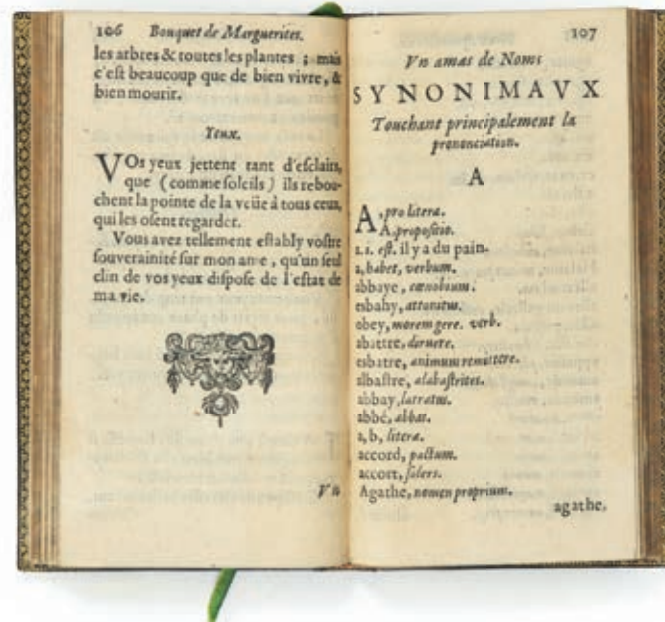 106 Bouquet de Marguerites.
les arbres & toutes les plantes ; mais
c'eſt beaucoup que de bien vivre, &
bien mourir.
Yeux.
VOs yeux jettent tant d'eſclairs,
que (comme ſoleils) ils rebou-
chent la pointe de la veüe à tous ceux,
qui les oſent regarder.
Vous avez tellement eſtably voſtre
ſouverainité ſur mon ame, qu'un ſeul
clin de vos yeux diſpoſe de l'eſtat de
ma vie.
Vn
107
Vn amas de Noms
SYNONIMAVX
Touchant principalement la
prononciation.
A
A, pro litera.
A. propoſitio.
eſt. il y a du pain.
a, habet, verbum.
abbaye, cœnobium.
esbahy, attonitus.
obey, morem gere. verb.
abattre, diruere.
esbatre, animum remittere.
albaſtre, alabaſtrites.
abbay, latratus.
abbé, abbas.
a, b, litera.
accord, pactum.
accort, ſolers.
Agathe, nomen proprium.
agathe,